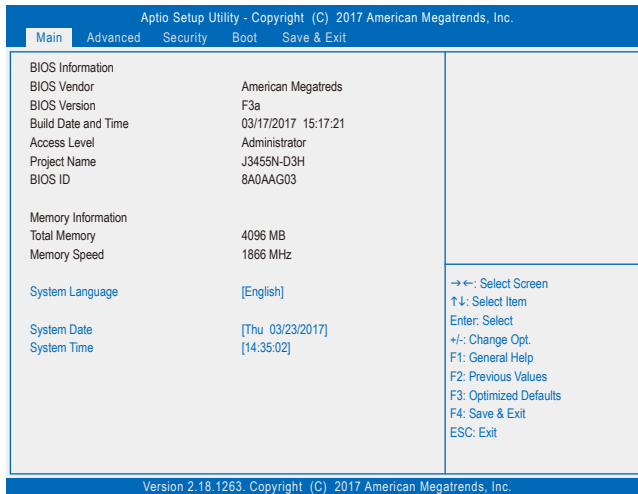 Aptio Setup Utility - Copyright (C) 2017 American Megatrends, Inc.
Main Advanced Security Boot Save & Exit
BIOS Information
BIOS Vendor American Megatreds
BIOS Version F3a
Build Date and Time 03/17/2017 15:17:21
Access Level Administrator
Project Name J3455N-D3H
BIOS ID 8A0AAG03
Memory Information
Total Memory 4096 MB
Memory Speed 1866 MHz
System Language [English]
System Date [Thu 03/23/2017]
System Time [14:35:02]
→←: Select Screen
↑↓: Select Item
Enter: Select
+/-: Change Opt.
F1: General Help
F2: Previous Values
F3: Optimized Defaults
F4: Save & Exit
ESC: Exit
Version 2.18.1263. Copyright (C) 2017 American Megatrends, Inc.